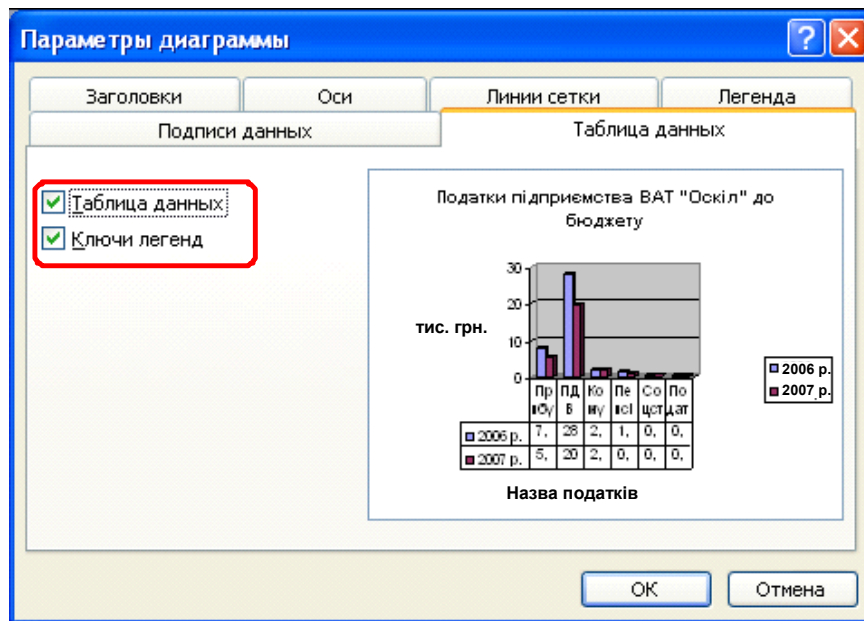 Параметры диаграммы
Заголовки Оси Линии сетки Легенда
Подписи данных Таблица данных
Таблица данных
Ключи легенд
Податки підприємства ВАТ "Оскіл" до
бюджету
30
20
тис. грн.
10
0
2006 р.
2007 р.
Пр ПД Ко Пе Со По
ибу В му всі цст дат
2006 р. 7, 28 2, 1, 0, 0,
2007 р. 5, 20 2, 0, 0, 0,
Назва податків
ОК Отмена